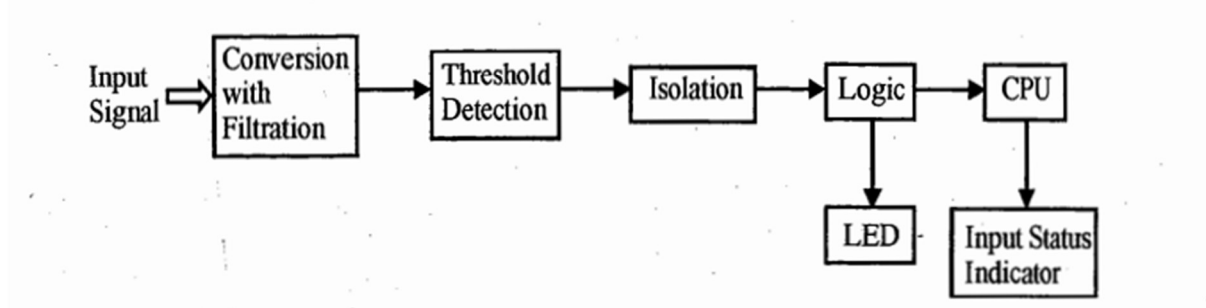 Input
Signal
Conversion
with
Filtration
Threshold
Detection
Isolation
Logic
CPU
LED
Input Status
Indicator